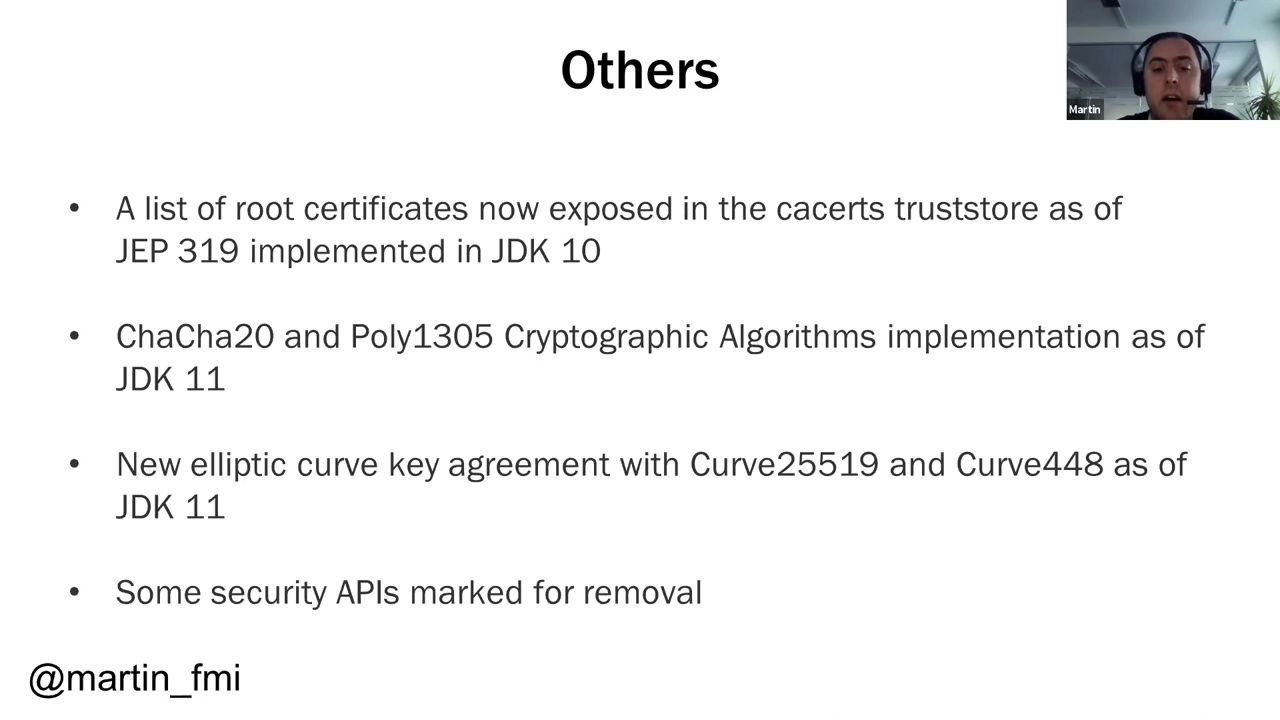 Others
Martin
• A list of root certificates now exposed in the cacerts truststore as of
JEP 319 implemented in JDK 10
• ChaCha20 and Poly1305 Cryptographic Algorithms implementation as of
JDK 11
• New elliptic curve key agreement with Curve25519 and Curve448 as of
JDK 11
• Some security APIs marked for removal
@martin_fmi